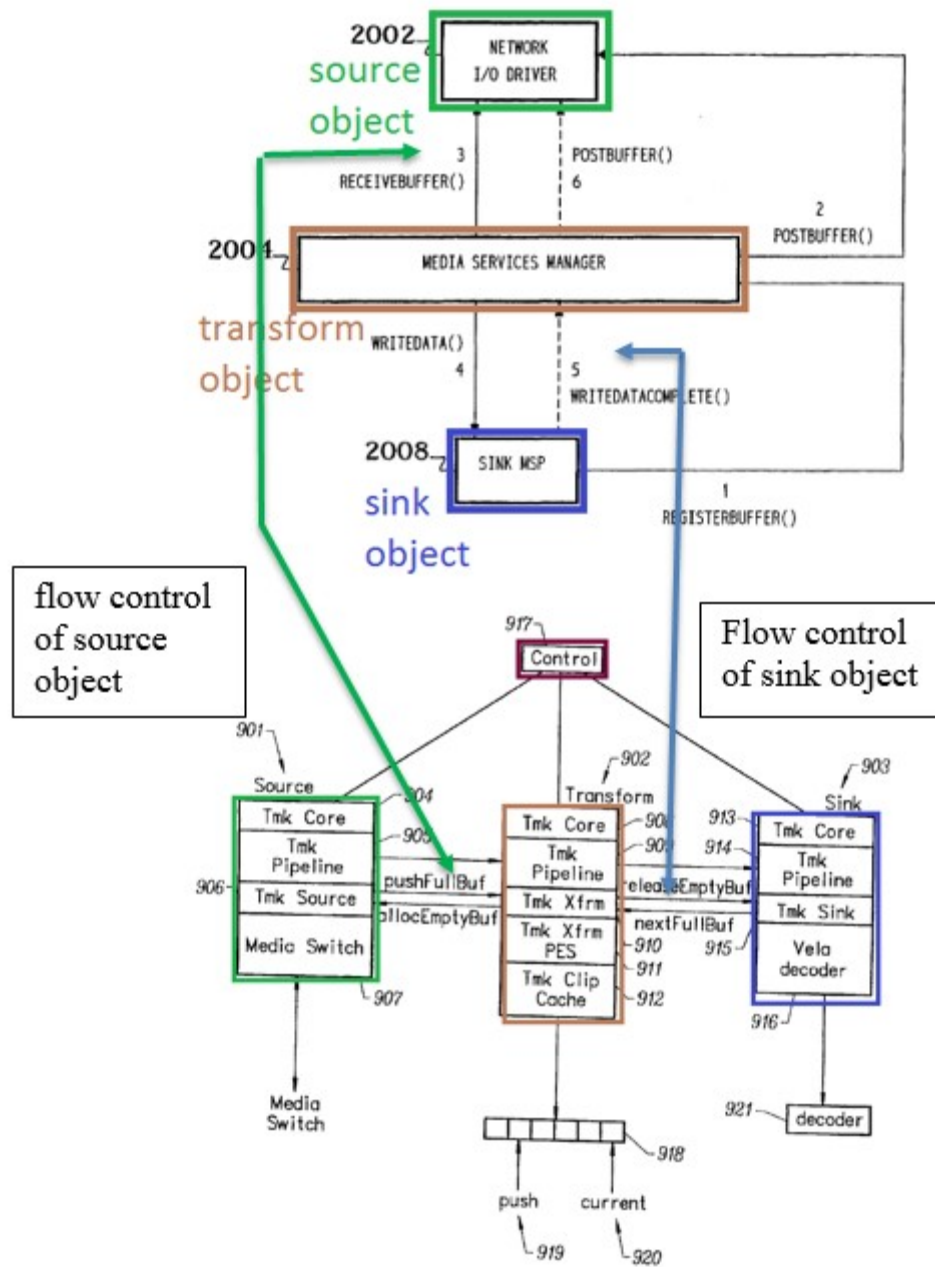 2002
NETWORK
I/O DRIVER
source
object
3
RECEIVEBUFFER()
POSTBUFFER()
6
2
POSTBUFFER()
2004
MEDIA SERVICES MANAGER
transform
object
WRITEDATA()
4
5
WRITEDATACOMPLETE()
2008
SINK MSP
sink
object
1
REGISTERBUFFER()
flow control
of source
object
Flow control
of sink object
917
Control
901
Source
904
Tmk Core
905
Tmk
Pipeline
906
Tmk Source
Media Switch
907
pushFullBuf
allocEmptyBuf
902
Transform
Tmk Core
908
909
Tmk
Pipeline
Tmk Xfrm
910
Tmk Xfrm
PES
911
Tmk Clip
Cache
912
releaseEmptyBuf
nextFullBuf
903
Sink
913
Tmk Core
914
Tmk
Pipeline
Tmk Sink
915
Vela
decoder
916
Media
Switch
921
decoder
918
push
current
919
920